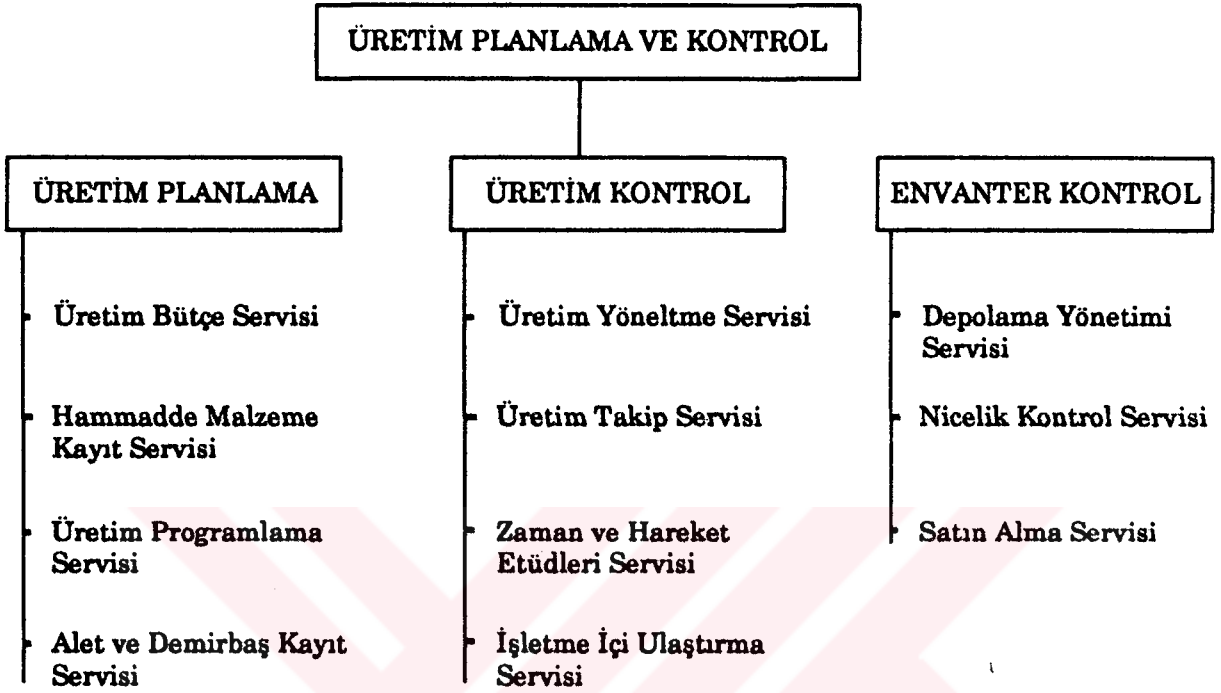 ÜRETİM PLANLAMA VE KONTROL
ÜRETİM PLANLAMA
Üretim Bütçe Servisi
Hammadde Malzeme
Kayıt Servisi
Üretim Programlama
Servisi
Alet ve Demirbaş Kayıt
Servisi
ÜRETİM KONTROL
Üretim Yöneltme Servisi
Üretim Takip Servisi
Zaman ve Hareket
Etüdleri Servisi
İşletme İçi Ulaştırma
Servisi
ENVANTER KONTROL
Depolama Yönetimi
Servisi
Nicelik Kontrol Servisi
Satın Alma Servisi